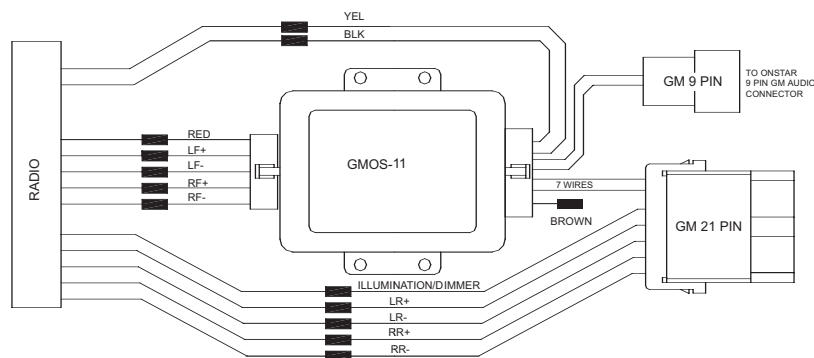 YEL
BLK
RADIO
RED
LF+
LF-
RF+
RF-
GMOS-11
GM 9 PIN
TO ONSTAR
9 PIN GM AUDIO
CONNECTOR
7 WIRES
BROWN
GM 21 PIN
ILLUMINATION/DIMMER
LR+
LR-
RR+
RR-